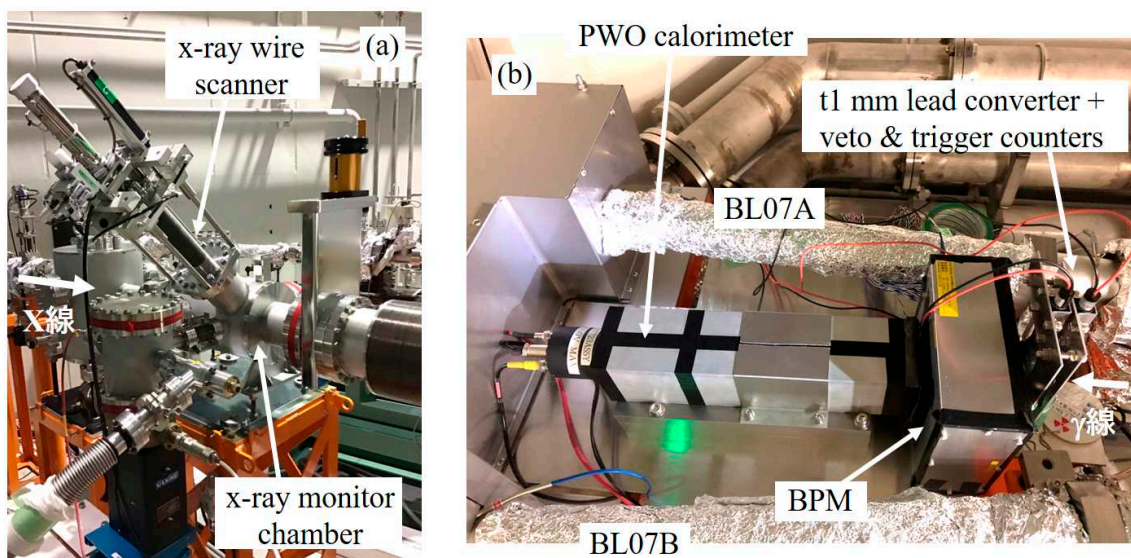 x-ray wire
scanner
(a)
X線
x-ray monitor
chamber
PWO calorimeter
(b)
t1 mm lead converter +
veto & trigger counters
BL07A
γ線
BPM
BL07B